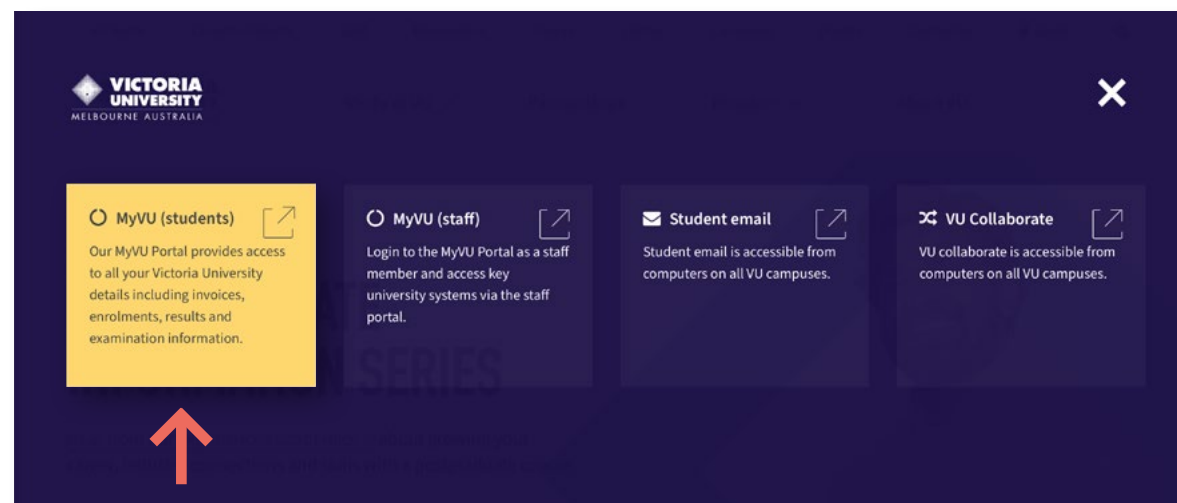 VICTORIA
UNIVERSITY
MELBOURNE AUSTRALIA
MyVU (students)
Our MyVU Portal provides access
to all your Victoria University
details including invoices,
enrolments, results and
examination information.
MyVU (staff)
Login to the MyVU Portal as a staff
member and access key
university systems via the staff
portal.
Student email
Student email is accessible from
computers on all VU campuses.
VU Collaborate
VU collaborate is accessible from
computers on all VU campuses.
SERIES